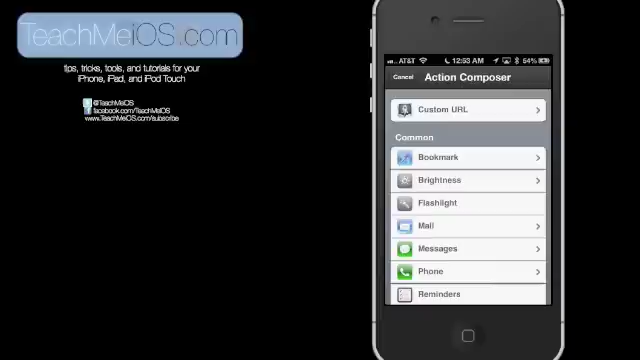 TeachMeiOS.com
tips, tricks, tools, and tutorials for your
iPhone, iPad, and iPod Touch
@TeachMeiOS
facebook.com/TeachMeiOS
www.TeachMeiOS.com/subscribe
AT&T 12:53 AM 54%
Cancel Action Composer
Custom URL
Common
Bookmark
Brightness
Flashlight
Mail
Messages
Phone
Reminders